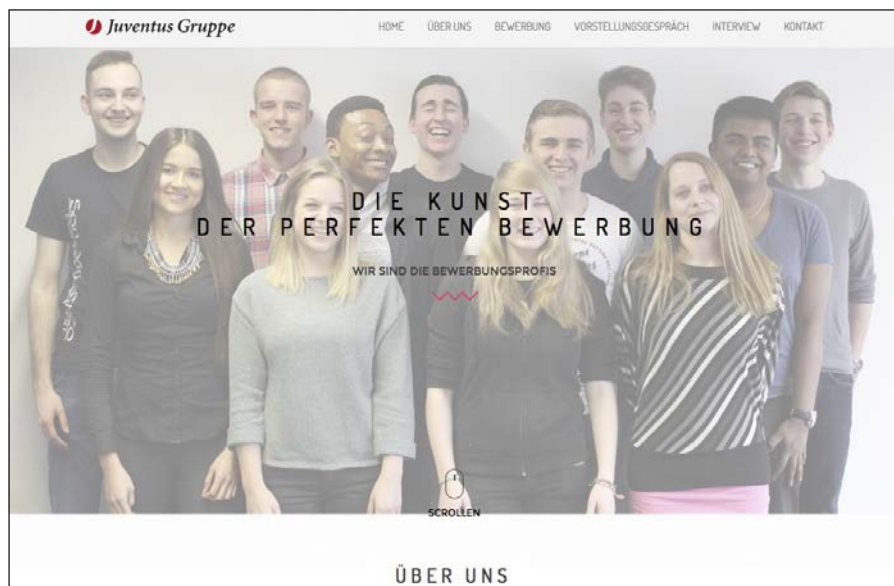 Juventus Gruppe
HOME ÜBER UNS BEWERBUNG VORSTELLUNGSGESPRÄCH INTERVIEW KONTAKT
DIE KUNST
DER PERFEKTEN BEWERBUNG
WIR SIND DIE BEWERBUNGSPROFIS
SCROLLEN
ÜBER UNS